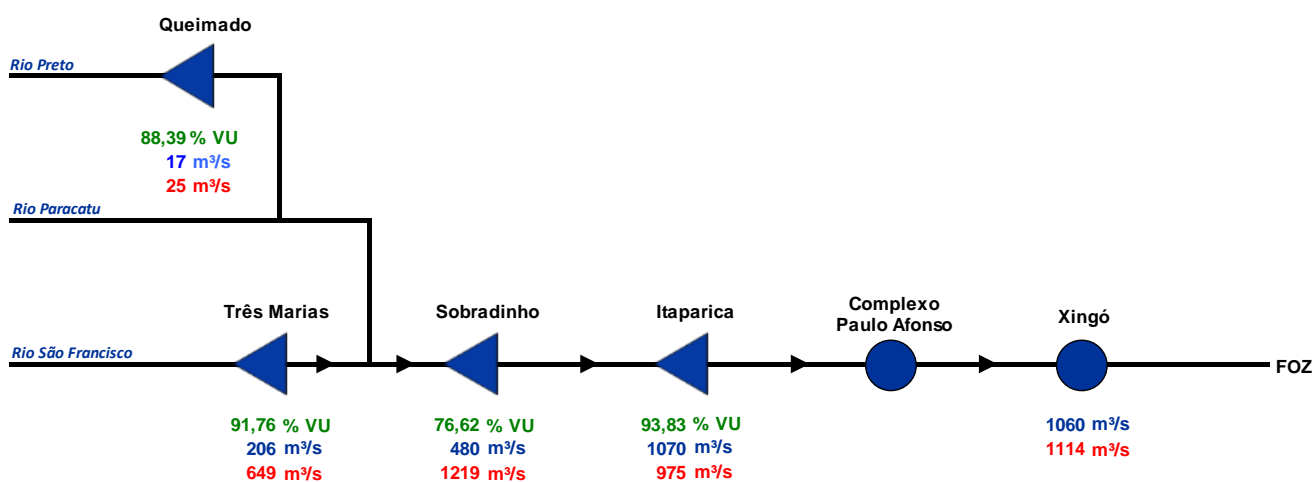 Queimado
Rio Preto
88,39 % VU
17 m³/s
25 m³/s
Rio Paracatu
Três Marias
Sobradinho
Itaparica
Complexo
Paulo Afonso
Xingó
Rio São Francisco
FOZ
91,76 % VU
206 m³/s
649 m³/s
76,62 % VU
480 m³/s
1219 m³/s
93,83 % VU
1070 m³/s
975 m³/s
1060 m³/s
1114 m³/s